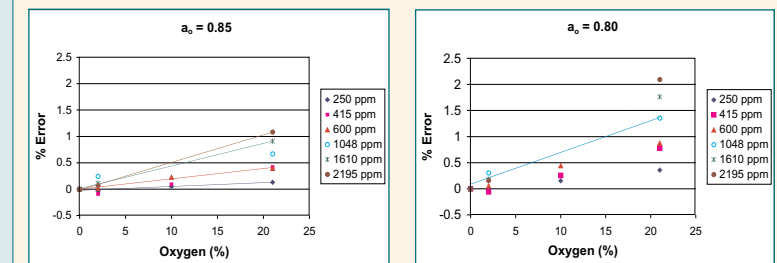 aₒ = 0.85
% Error
2.5
2
1.5
1
0.5
0
-0.5
0 5 10 15 20 25
Oxygen (%)
250 ppm
415 ppm
600 ppm
1048 ppm
1610 ppm
2195 ppm
aₒ = 0.80
% Error
2.5
2
1.5
1
0.5
0
-0.5
0 5 10 15 20 25
Oxygen (%)
250 ppm
415 ppm
600 ppm
1048 ppm
1610 ppm
2195 ppm